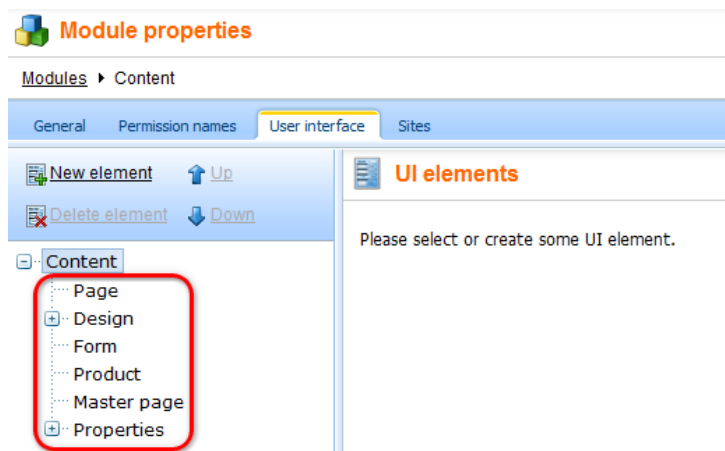 Module properties
Modules Content
General Permission names User interface Sites
New element Up
Delete element Down
UI elements
Please select or create some UI element.
Content
Page
Design
Form
Product
Master page
Properties